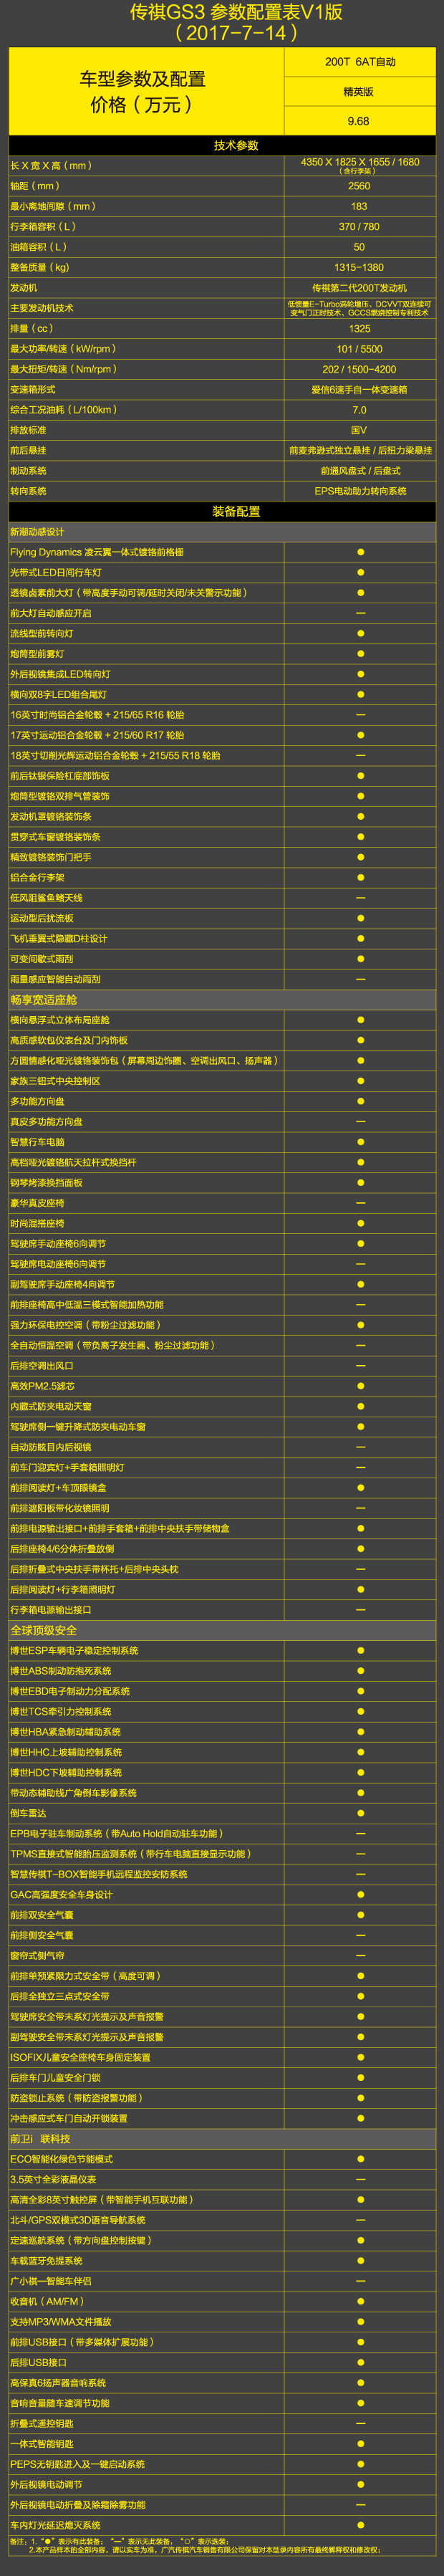 传祺GS3 参数配置表V1版
（2017-7-14）
车型参数及配置
价格（万元）
200T 6AT自动
精英版
9.68
技术参数
长 X 宽 X 高（mm） 4350 X 1825 X 1655 / 1680
（含行李架）
轴距（mm） 2560
最小离地间隙（mm） 183
行李箱容积（L） 370 / 780
油箱容积（L） 50
整备质量（kg) 1315-1380
发动机 传祺第二代200T发动机
主要发动机技术 低惯量E-Turbo涡轮增压、DCVVT双连续可
变气门正时技术、GCCS燃烧控制专利技术
排量（cc） 1325
最大功率/转速（kW/rpm） 101 / 5500
最大扭矩/转速（Nm/rpm） 202 / 1500-4200
变速箱形式 爱信6速手自一体变速箱
综合工况油耗（L/100km） 7.0
排放标准 国V
前后悬挂 前麦弗逊式独立悬挂 / 后扭力梁悬挂
制动系统 前通风盘式 / 后盘式
转向系统 EPS电动助力转向系统
装备配置
新潮动感设计
Flying Dynamics 凌云翼一体式镀铬前格栅 ●
光带式LED日间行车灯 ●
透镜卤素前大灯（带高度手动可调/延时关闭/未关警示功能） ●
前大灯自动感应开启 —
流线型前转向灯 ●
炮筒型前雾灯 ●
外后视镜集成LED转向灯 ●
横向双8字LED组合尾灯 ●
16英寸时尚铝合金轮毂 + 215/65 R16 轮胎 —
17英寸运动铝合金轮毂 + 215/60 R17 轮胎 ●
18英寸切削光辉运动铝合金轮毂 + 215/55 R18 轮胎 —
前后钛银保险杠底部饰板 ●
炮筒型镀铬双排气管装饰 ●
发动机罩镀铬装饰条 ●
贯穿式车窗镀铬装饰条 ●
精致镀铬装饰门把手 ●
铝合金行李架 ●
低风阻鲨鱼鳍天线 —
运动型后扰流板 ●
飞机垂翼式隐藏D柱设计 ●
可变间歇式雨刮 ●
雨量感应智能自动雨刮 —
畅享宽适座舱
横向悬浮式立体布局座舱 ●
高质感软包仪表台及门内饰板 ●
方圆情感化哑光镀铬装饰包（屏幕周边饰圈、空调出风口、扬声器） ●
家族三钮式中央控制区 ●
多功能方向盘 ●
真皮多功能方向盘 —
智慧行车电脑 ●
高档哑光镀铬航天拉杆式换挡杆 ●
钢琴烤漆换挡面板 ●
豪华真皮座椅 —
时尚混搭座椅 ●
驾驶席手动座椅6向调节 ●
驾驶席电动座椅6向调节 —
副驾驶席手动座椅4向调节 ●
前排座椅高中低温三模式智能加热功能 —
强力环保电控空调（带粉尘过滤功能） ●
全自动恒温空调（带负离子发生器、粉尘过滤功能） —
后排空调出风口 —
高效PM2.5滤芯 ●
内藏式防夹电动天窗 ●
驾驶席侧一键升降式防夹电动车窗 ●
自动防眩目内后视镜 —
前车门迎宾灯+手套箱照明灯 —
前排阅读灯+车顶眼镜盒 ●
前排遮阳板带化妆镜照明 —
前排电源输出接口+前排手套箱+前排中央扶手带储物盒 ●
后排座椅4/6分体折叠放倒 ●
后排折叠式中央扶手带杯托+后排中央头枕 —
后排阅读灯+行李箱照明灯 ●
行李箱电源输出接口 —
全球顶级安全
博世ESP车辆电子稳定控制系统 ●
博世ABS制动防抱死系统 ●
博世EBD电子制动力分配系统 ●
博世TCS牵引力控制系统 ●
博世HBA紧急制动辅助系统 ●
博世HHC上坡辅助控制系统 ●
博世HDC下坡辅助控制系统 ●
带动态辅助线广角倒车影像系统 ●
倒车雷达 ●
EPB电子驻车制动系统（带Auto Hold自动驻车功能） —
TPMS直接式智能胎压监测系统（带行车电脑直接显示功能） —
智慧传祺T-BOX智能手机远程监控安防系统 —
GAC高强度安全车身设计 ●
前排双安全气囊 ●
前排侧安全气囊 —
窗帘式侧气帘 —
前排单预紧限力式安全带（高度可调） ●
后排全独立三点式安全带 ●
驾驶席安全带未系灯光提示及声音报警 ●
副驾驶安全带未系灯光提示及声音报警 ●
ISOFIX儿童安全座椅车身固定装置 ●
后排车门儿童安全门锁 ●
防盗锁止系统（带防盗报警功能） ●
冲击感应式车门自动开锁装置 ●
前卫i 联科技
ECO智能化绿色节能模式 ●
3.5英寸全彩液晶仪表 —
高清全彩8英寸触控屏（带智能手机互联功能） ●
北斗/GPS双模式3D语音导航系统 —
定速巡航系统（带方向盘控制按键） ●
车载蓝牙免提系统 ●
广小祺—智能车伴侣 —
收音机（AM/FM） ●
支持MP3/WMA文件播放 ●
前排USB接口（带多媒体扩展功能） ●
后排USB接口 ●
高保真6扬声器音响系统 ●
音响音量随车速调节功能 ●
折叠式遥控钥匙 —
一体式智能钥匙 ●
PEPS无钥匙进入及一键启动系统 ●
外后视镜电动调节 ●
外后视镜电动折叠及除霜除雾功能 —
车内灯光延迟熄灭系统 ●
备注：1.“●”表示有此装备；“—”表示无此装备，“○”表示选装；
2.本产品样本的全部内容，请以实车为准，广汽传祺汽车销售有限公司保留对本型录内容所有最终解释权和修改权；